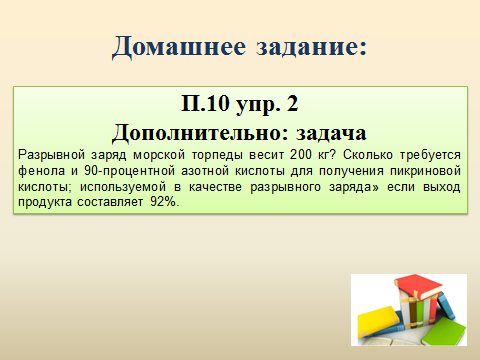 Домашнее задание:
П.10 упр. 2
Дополнительно: задача
Разрывной заряд морской торпеды весит 200 кг? Сколько требуется
фенола и 90-процентной азотной кислоты для получения пикриновой
кислоты; используемой в качестве разрывного заряда» если выход
продукта составляет 92%.